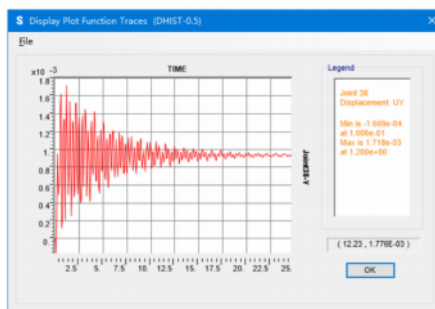 S Display Plot Function Traces (DHIST-0.5)
File
TIME
x10 -3
1.8
1.6
1.4
1.2
1.
0.8
0.6
0.4
0.2
0.
2.5 5. 7.5 10. 12.5 15. 17.5 20. 22.5 25.
Joint38-Y
Legend
Joint 38
Displacement UY
Min is -1.669e-04
at 1.000e-01
Max is 1.718e-03
at 1.200e+00
( 12.23 , 1.776E-03 )
OK